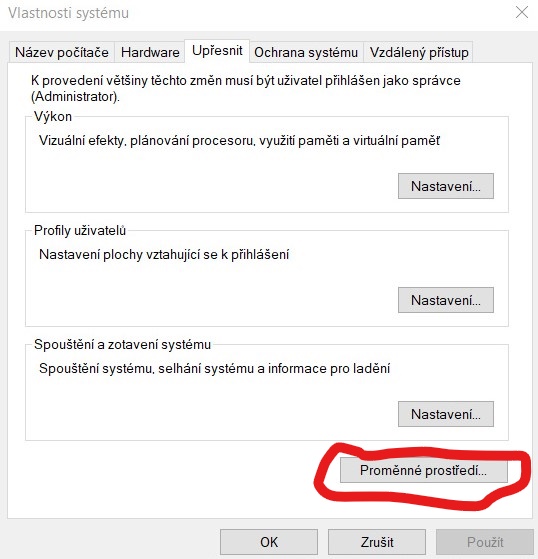 Vlastnosti systému
Název počítače Hardware Upřesnit Ochrana systému Vzdálený přístup
K provedení většiny těchto změn musí být uživatel přihlášen jako správce
(Administrator).
Výkon
Vizuální efekty, plánování procesoru, využití paměti a virtuální paměť
Nastavení...
Profily uživatelů
Nastavení plochy vztahující se k přihlášení
Nastavení...
Spouštění a zotavení systému
Spouštění systému, selhání systému a informace pro ladění
Nastavení...
Proměnné prostředí...
OK Zrušit Použít